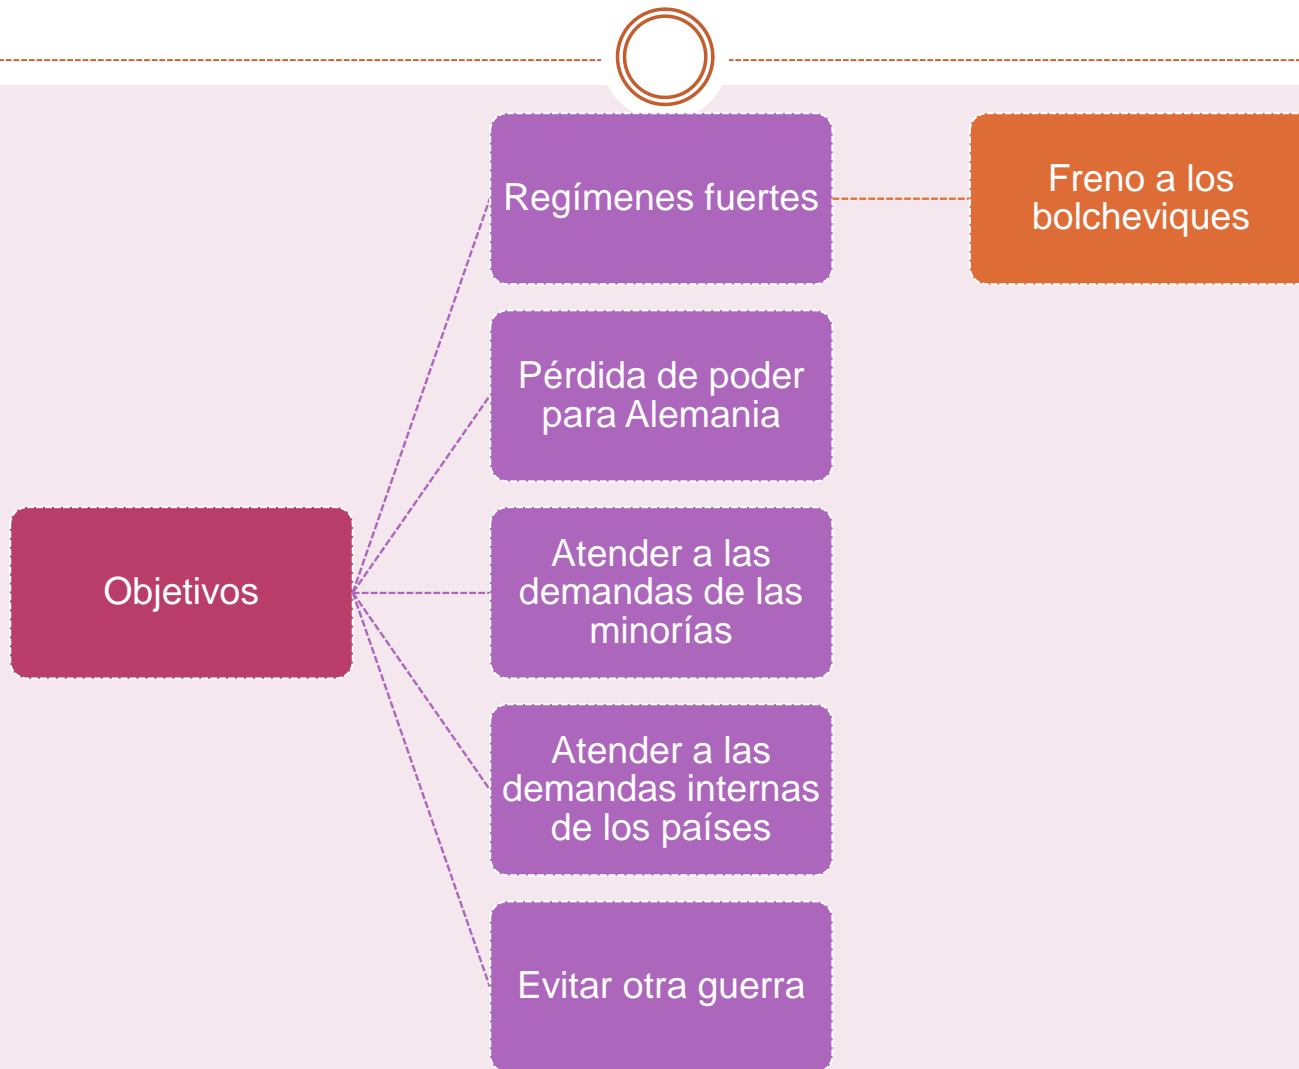 Objetivos
Regímenes fuertes
Freno a los
bolcheviques
Pérdida de poder
para Alemania
Atender a las
demandas de las
minorías
Atender a las
demandas internas
de los países
Evitar otra guerra